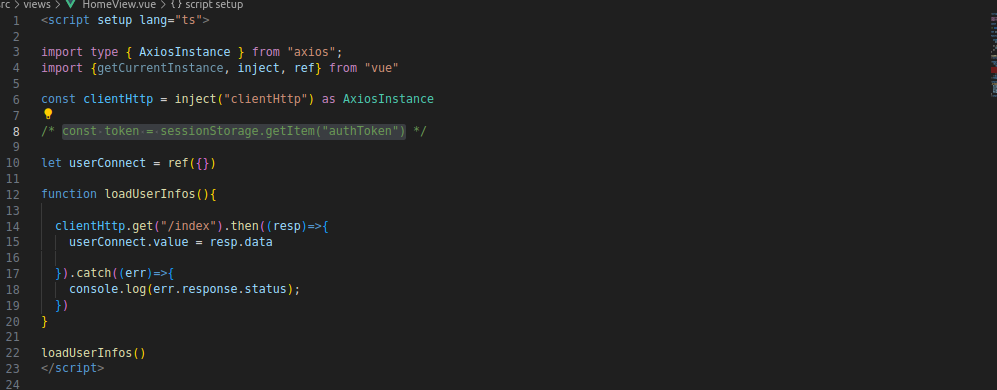 rc > views > HomeView.vue > {} script setup
1 <script setup lang="ts">
2
3 import type { AxiosInstance } from "axios";
4 import {getCurrentInstance, inject, ref} from "vue"
5
6 const clientHttp = inject("clientHttp") as AxiosInstance
7
8 /* const token = sessionStorage.getItem("authToken") */
9
10 let userConnect = ref({})
11
12 function loadUserInfos(){
13
14 clientHttp.get("/index").then((resp)=>{
15 userConnect.value = resp.data
16
17 }).catch((err)=>{
18 console.log(err.response.status);
19 })
20 }
21
22 loadUserInfos()
23 </script>
24